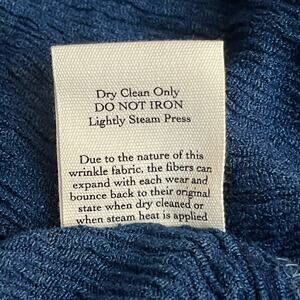 Dry Clean Only
DO NOT IRON
Lightly Steam Press
Due to the nature of this
wrinkle fabric, the fibers can
expand with each wear and
bounce back to their original
state when dry cleaned or
when steam heat is applied